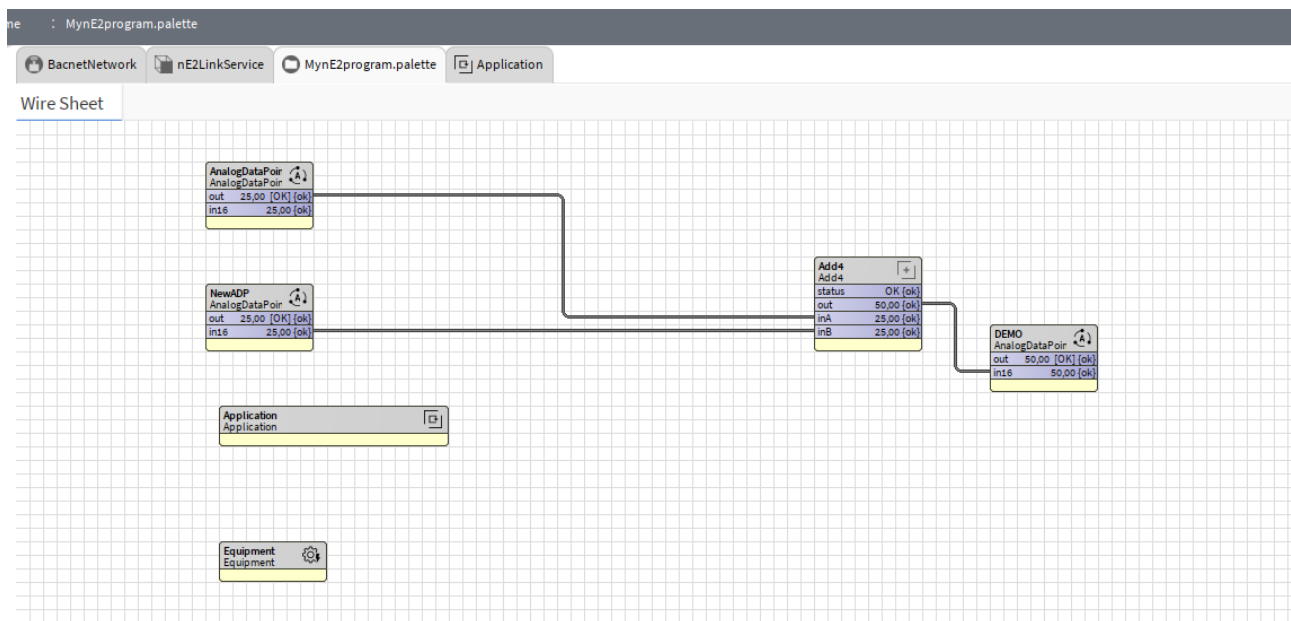 me : MynE2program.palette
BacnetNetwork nE2LinkService MynE2program.palette Application
Wire Sheet
AnalogDataPoir
AnalogDataPoir
out 25,00 [OK] {ok}
in16 25,00 {ok}
NewADP
AnalogDataPoir
out 25,00 [OK] {ok}
in16 25,00 {ok}
Add4
Add4
status OK {ok}
out 50,00 {ok}
inA 25,00 {ok}
inB 25,00 {ok}
DEMO
AnalogDataPoir
out 50,00 [OK] {ok}
in16 50,00 {ok}
Application
Application
Equipment
Equipment